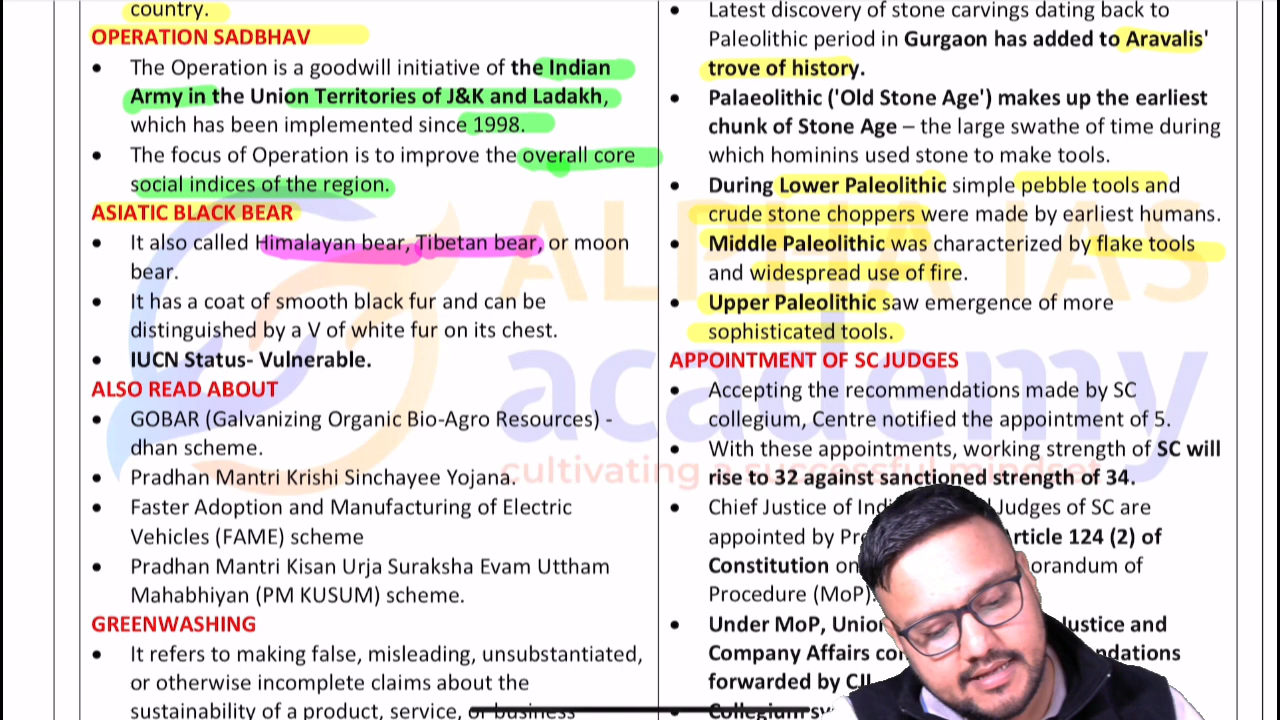 country.
OPERATION SADBHAV
• The Operation is a goodwill initiative of the Indian
Army in the Union Territories of J&K and Ladakh,
which has been implemented since 1998.
• The focus of Operation is to improve the overall core
social indices of the region.
ASIATIC BLACK BEAR
• It also called Himalayan bear, Tibetan bear, or moon
bear.
• It has a coat of smooth black fur and can be
distinguished by a V of white fur on its chest.
• IUCN Status- Vulnerable.
ALSO READ ABOUT
• GOBAR (Galvanizing Organic Bio-Agro Resources) -
dhan scheme.
• Pradhan Mantri Krishi Sinchayee Yojana.
• Faster Adoption and Manufacturing of Electric
Vehicles (FAME) scheme
• Pradhan Mantri Kisan Urja Suraksha Evam Uttham
Mahabhiyan (PM KUSUM) scheme.
GREENWASHING
• It refers to making false, misleading, unsubstantiated,
or otherwise incomplete claims about the
sustainability of a product, service, or business
• Latest discovery of stone carvings dating back to
Paleolithic period in Gurgaon has added to Aravalis'
trove of history.
• Palaeolithic ('Old Stone Age') makes up the earliest
chunk of Stone Age – the large swathe of time during
which hominins used stone to make tools.
• During Lower Paleolithic simple pebble tools and
crude stone choppers were made by earliest humans.
• Middle Paleolithic was characterized by flake tools
and widespread use of fire.
• Upper Paleolithic saw emergence of more
sophisticated tools.
APPOINTMENT OF SC JUDGES
• Accepting the recommendations made by SC
collegium, Centre notified the appointment of 5.
• With these appointments, working strength of SC will
rise to 32 against sanctioned strength of 34.
• Chief Justice of Judges of SC are
appointed by 124 (2) of
Constitution of
Procedure (MoP)
• Under MoP, Justice and
Company Affairs
forwarded by
• Collegium
ALPHA IAS
academy
cultivating a successful mindset